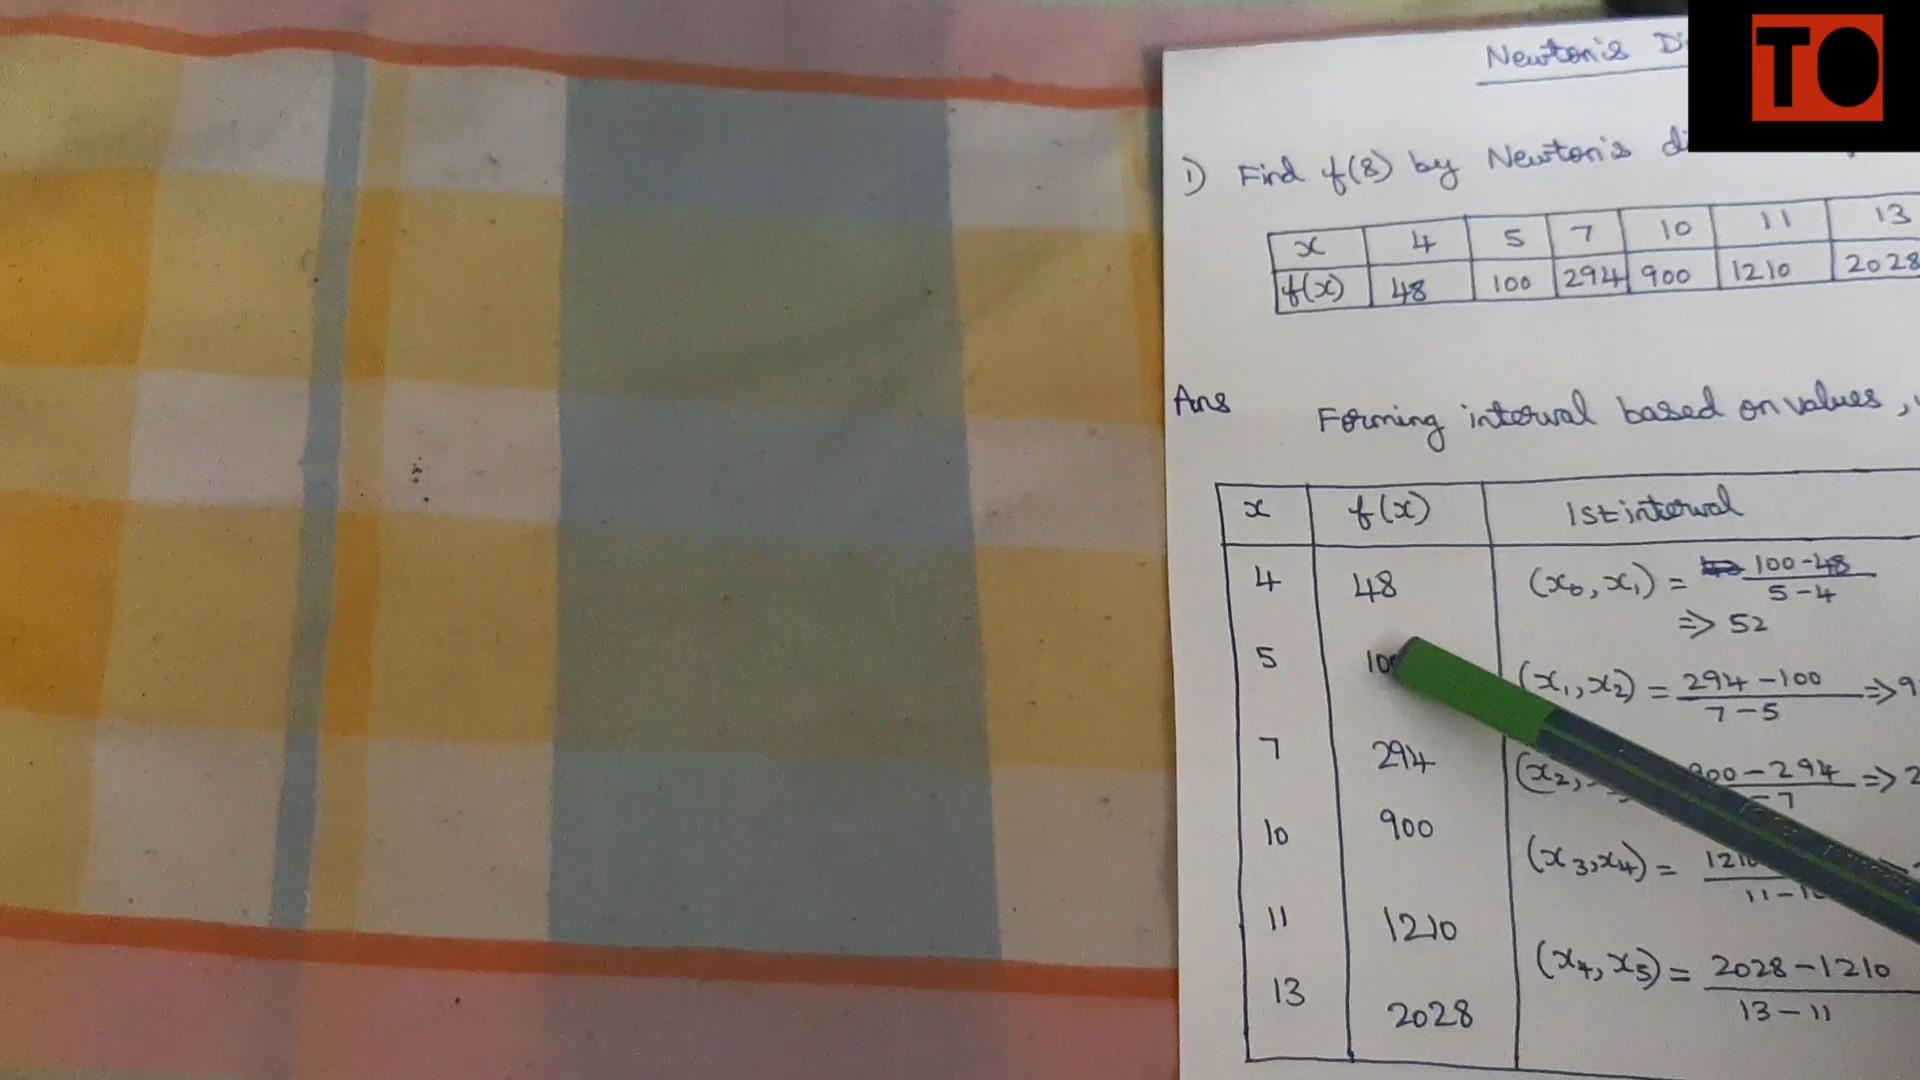 TO
Newton's
1) Find f(8) by Newton's
x 4 5 7 10 11 13
f(x) 48 100 294 900 1210 2028
Ans Forming interval based on values,
x f(x) 1st interval
4 48 (x₀, x₁) = 100-48
5-4
=> 52
5 (x₁, x₂) = 294-100 =>
7-5
7 294
10 900 (x₃, x₄) =
11 1210
(x₄, x₅) = 2028-1210
13-11
13 2028